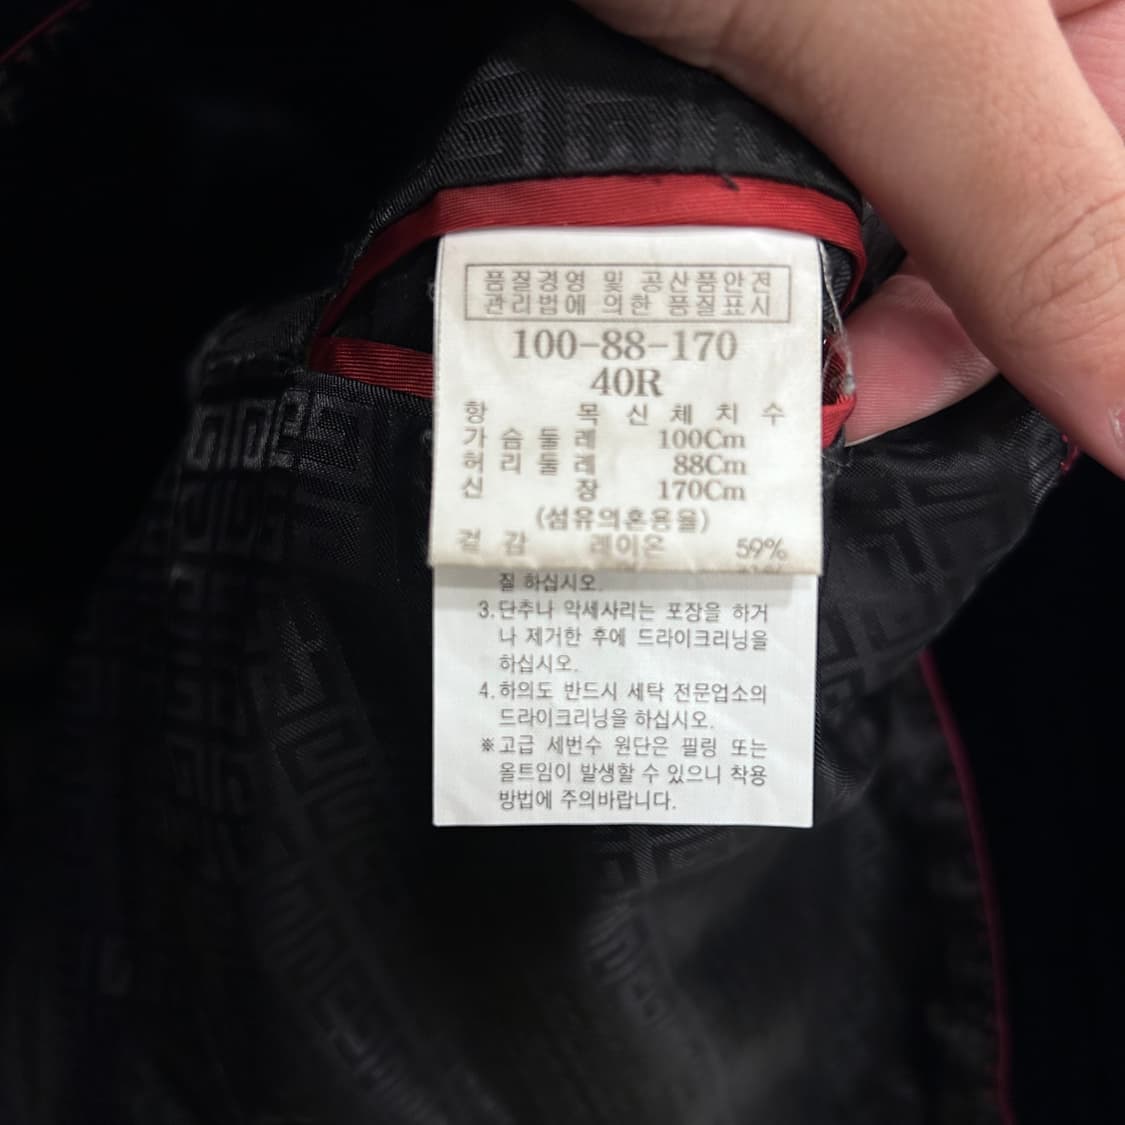 품질경영 및 공산품안전
관리법에 의한 품질표시
100-88-170
40R
항 목 신 체 치 수
가 슴 둘 레 100Cm
허 리 둘 레 88Cm
신 장 170Cm
(섬유의혼용율)
겉 감 레이온 59%
질 하십시오.
3. 단추나 악세사리는 포장을 하거
나 제거한 후에 드라이크리닝을
하십시오.
4. 하의도 반드시 세탁 전문업소의
드라이크리닝을 하십시오.
※ 고급 세번수 원단은 필링 또는
올트임이 발생할 수 있으니 착용
방법에 주의바랍니다.